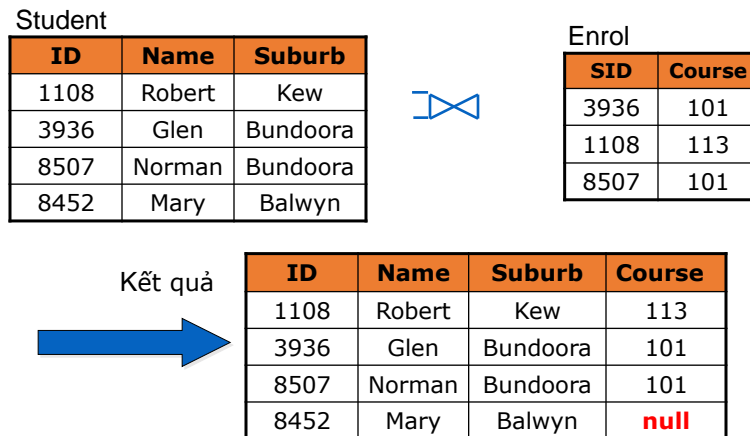 Student
ID Name Suburb
1108 Robert Kew
3936 Glen Bundoora
8507 Norman Bundoora
8452 Mary Balwyn
Enrol
SID Course
3936 101
1108 113
8507 101
Kết quả
ID Name Suburb Course
1108 Robert Kew 113
3936 Glen Bundoora 101
8507 Norman Bundoora 101
8452 Mary Balwyn null